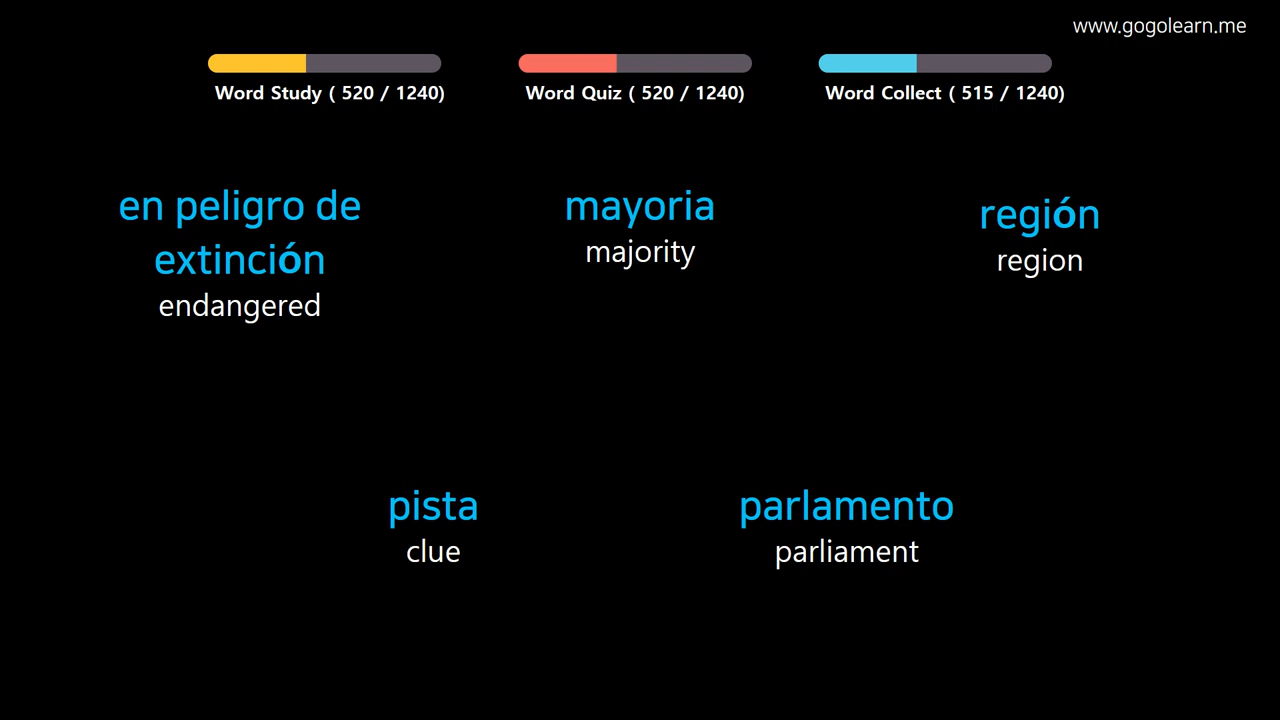 www.gogolearn.me
Word Study ( 520 / 1240)
Word Quiz ( 520 / 1240)
Word Collect ( 515 / 1240)
en peligro de
extinción
endangered
mayoria
majority
región
region
pista
clue
parlamento
parliament